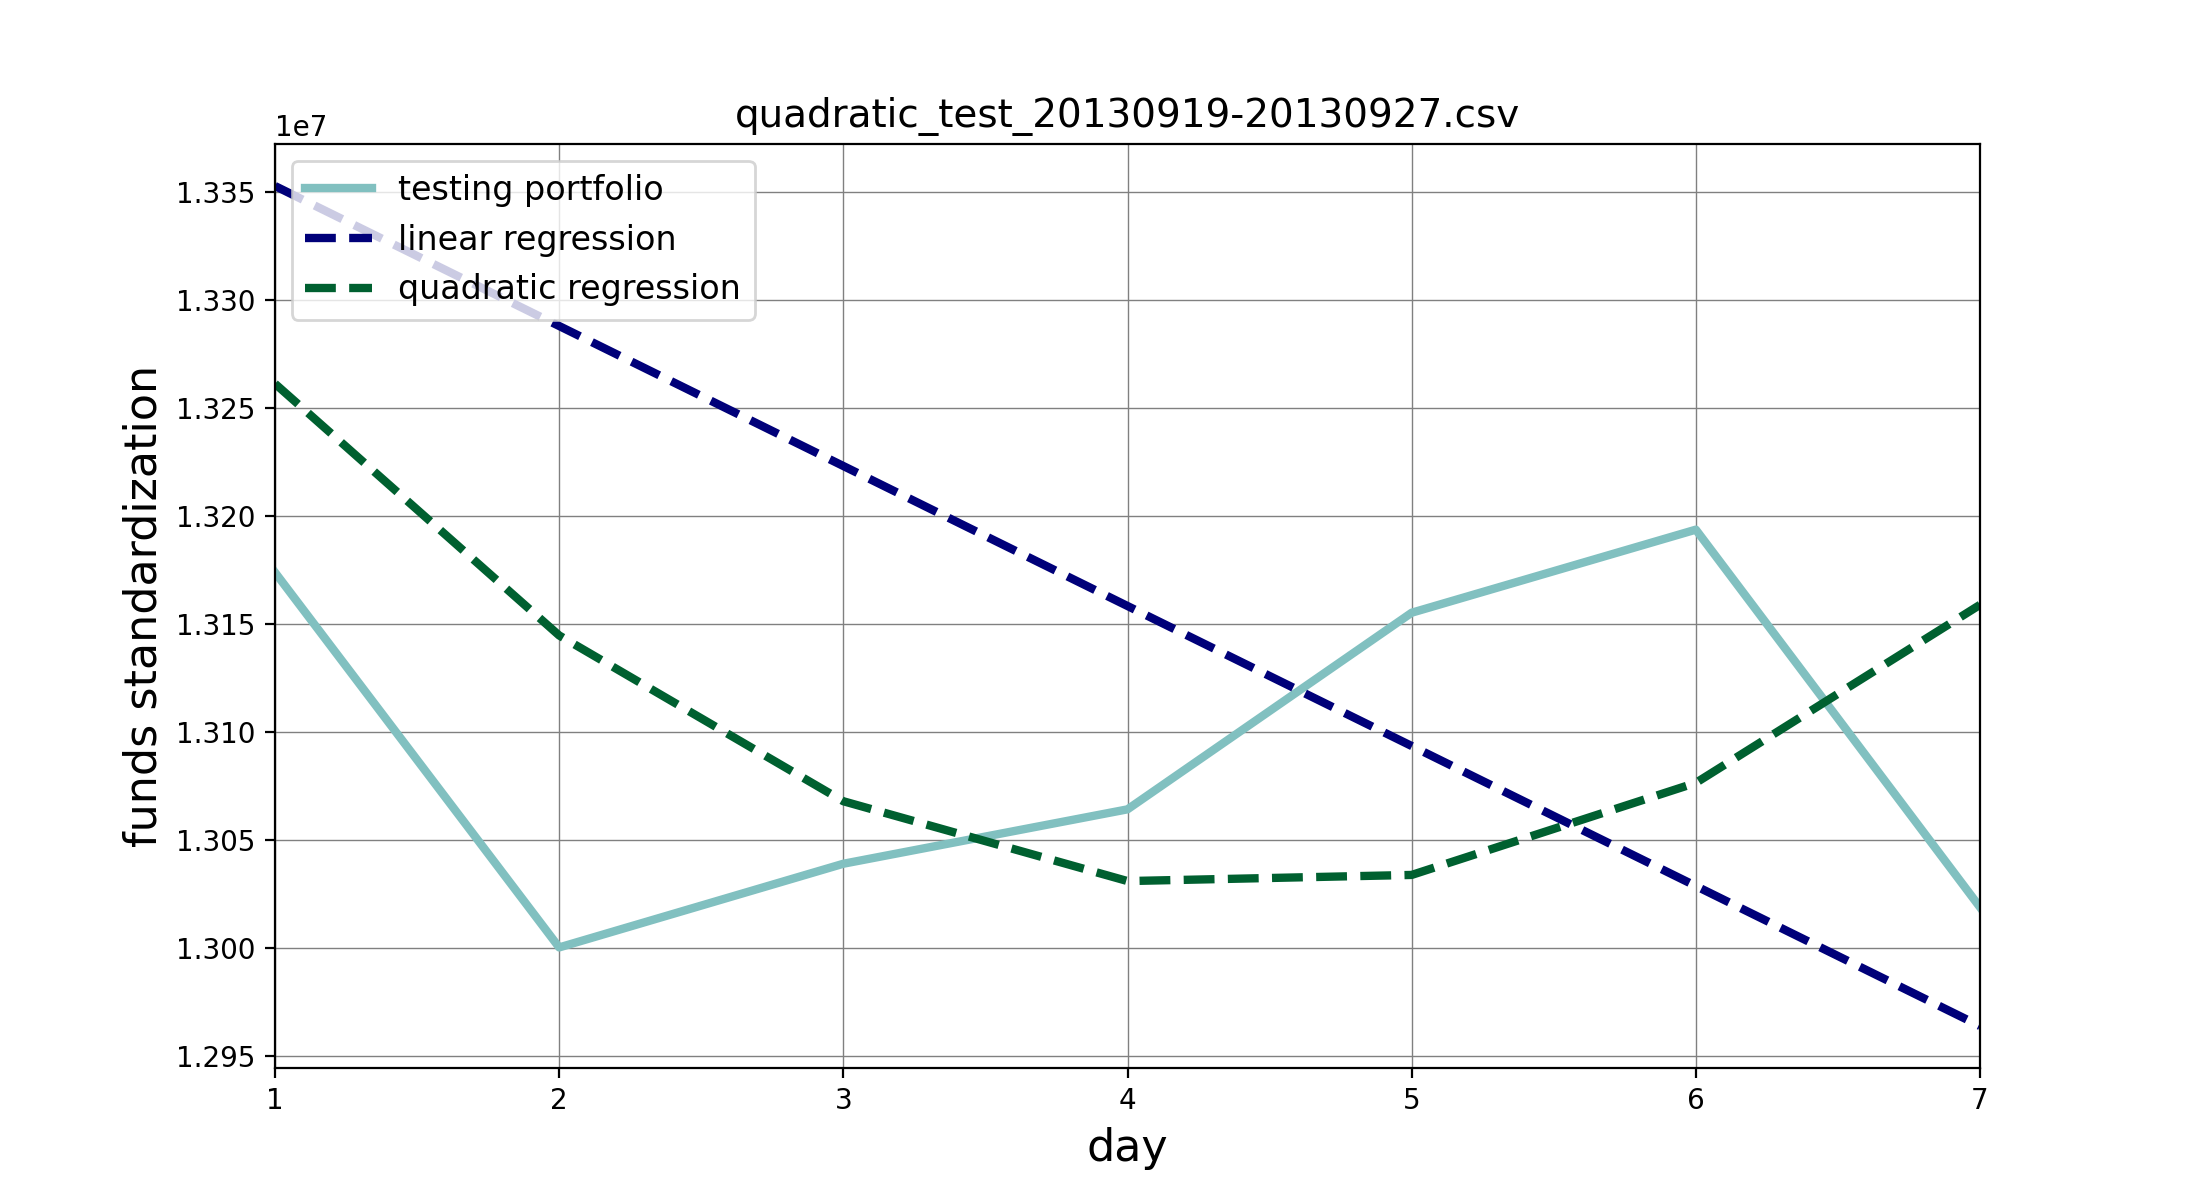 quadratic_test_20130919-20130927.csv
1e7
testing portfolio
linear regression
quadratic regression
1.335
1.330
1.325
1.320
1.315
1.310
1.305
1.300
1.295
funds standardization
1 2 3 4 5 6 7
day